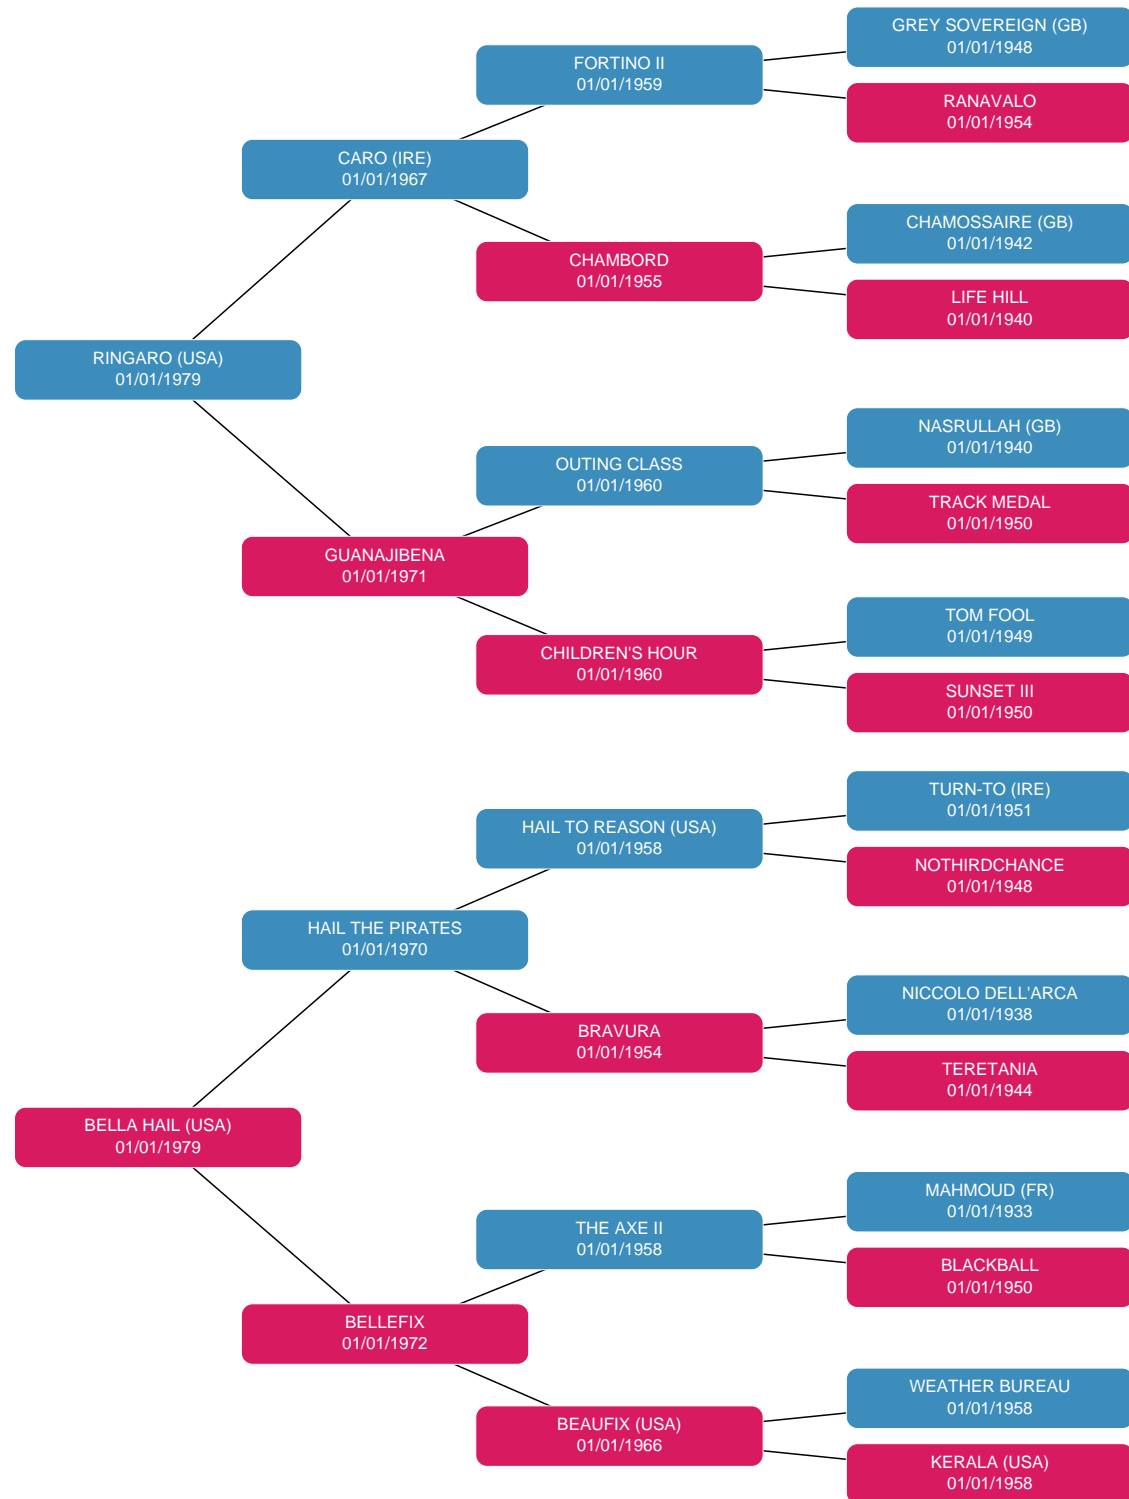 GREY SOVEREIGN (GB)
01/01/1948
FORTINO II
01/01/1959
RANAVALO
01/01/1954
CARO (IRE)
01/01/1967
CHAMOSSAIRE (GB)
01/01/1942
CHAMBORD
01/01/1955
LIFE HILL
01/01/1940
RINGARO (USA)
01/01/1979
NASRULLAH (GB)
01/01/1940
OUTING CLASS
01/01/1960
TRACK MEDAL
01/01/1950
GUANAJIBENA
01/01/1971
TOM FOOL
01/01/1949
CHILDREN'S HOUR
01/01/1960
SUNSET III
01/01/1950
TURN-TO (IRE)
01/01/1951
HAIL TO REASON (USA)
01/01/1958
NOTHIRDCHANCE
01/01/1948
HAIL THE PIRATES
01/01/1970
NICCOLO DELL'ARCA
01/01/1938
BRAVURA
01/01/1954
TERETANIA
01/01/1944
BELLA HAIL (USA)
01/01/1979
MAHMOUD (FR)
01/01/1933
THE AXE II
01/01/1958
BLACKBALL
01/01/1950
BELLEFIX
01/01/1972
WEATHER BUREAU
01/01/1958
BEAUFIX (USA)
01/01/1966
KERALA (USA)
01/01/1958